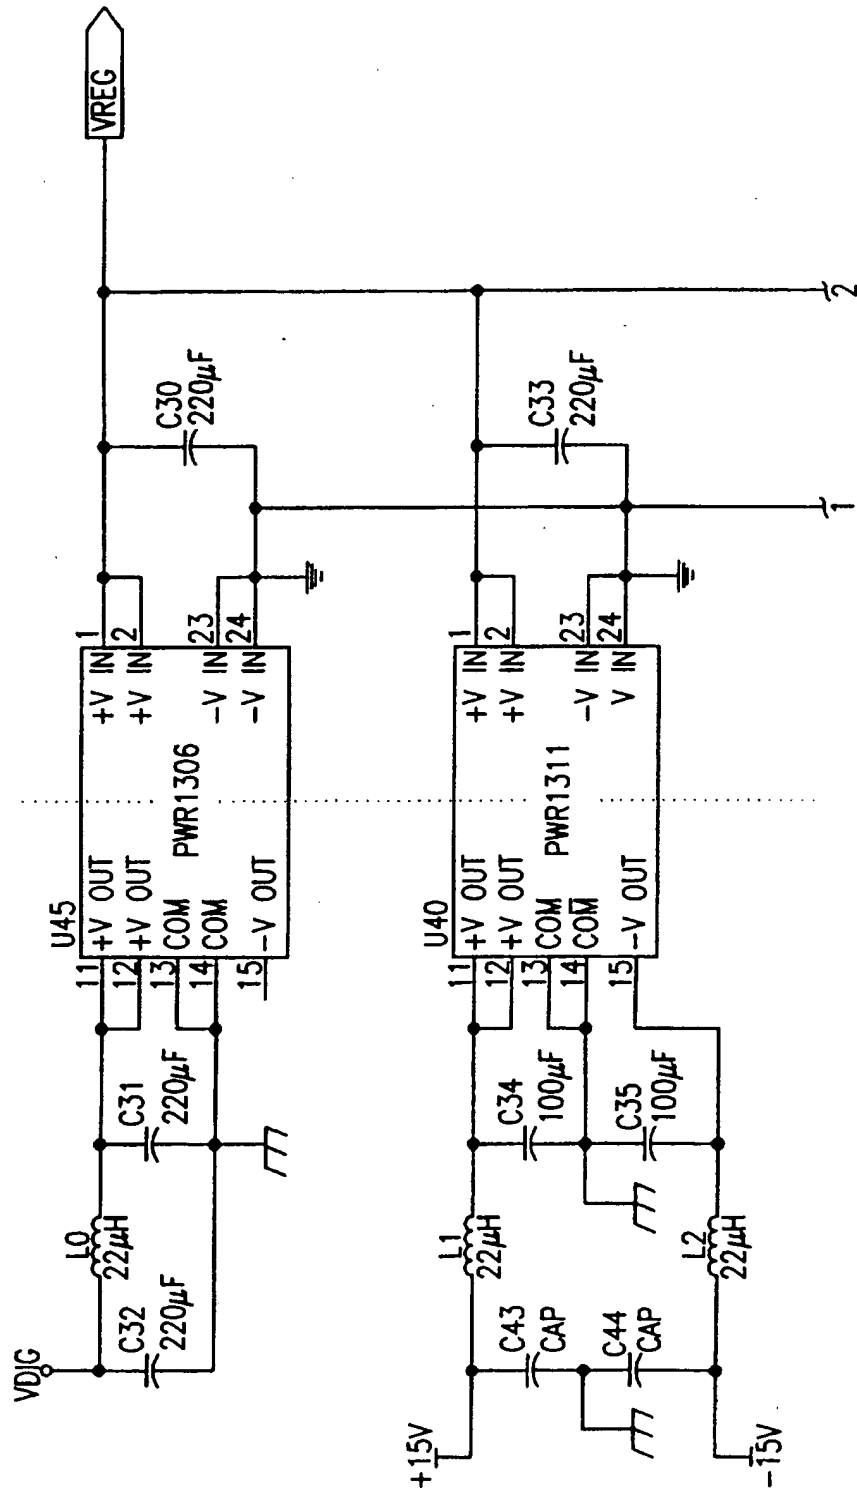 VREG
C30
220µF
C33
220µF
2
1
1
2
23
24
+V IN
+V IN
-V IN
-V IN
PWR1306
U45
+V OUT
+V OUT
COM
COM
-V OUT
11
12
13
14
15
1
2
23
24
+V IN
+V IN
-V IN
V IN
PWR1311
U40
+V OUT
+V OUT
COM
COM
-V OUT
11
12
13
14
15
C31
220µF
L0
22µH
C32
220µF
VDIG
C34
100µF
C35
100µF
L1
22µH
L2
22µH
C43
CAP
C44
CAP
+15V
-15V